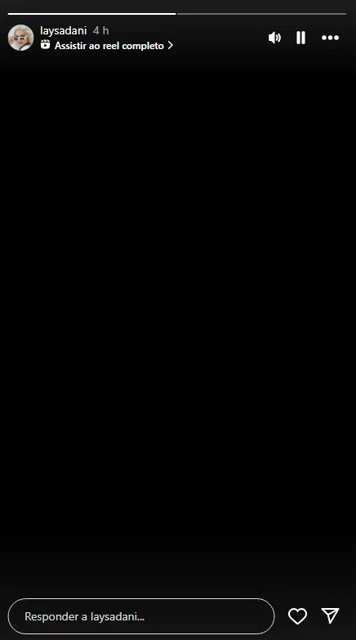 laysadani 4 h
Assistir ao reel completo
Responder a laysadani...